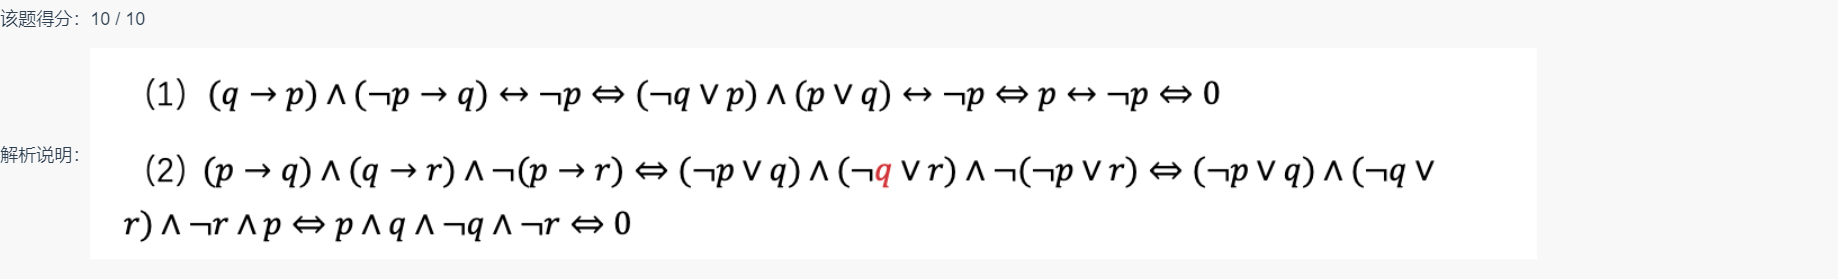 该题得分：10 / 10
（1）(q → p) ∧ (¬p → q) ↔ ¬p ⇔ (¬q ∨ p) ∧ (p ∨ q) ↔ ¬p ⇔ p ↔ ¬p ⇔ 0
解析说明：
（2）(p → q) ∧ (q → r) ∧ ¬(p → r) ⇔ (¬p ∨ q) ∧ (¬q ∨ r) ∧ ¬(¬p ∨ r) ⇔ (¬p ∨ q) ∧ (¬q ∨
r) ∧ ¬r ∧ p ⇔ p ∧ q ∧ ¬q ∧ ¬r ⇔ 0